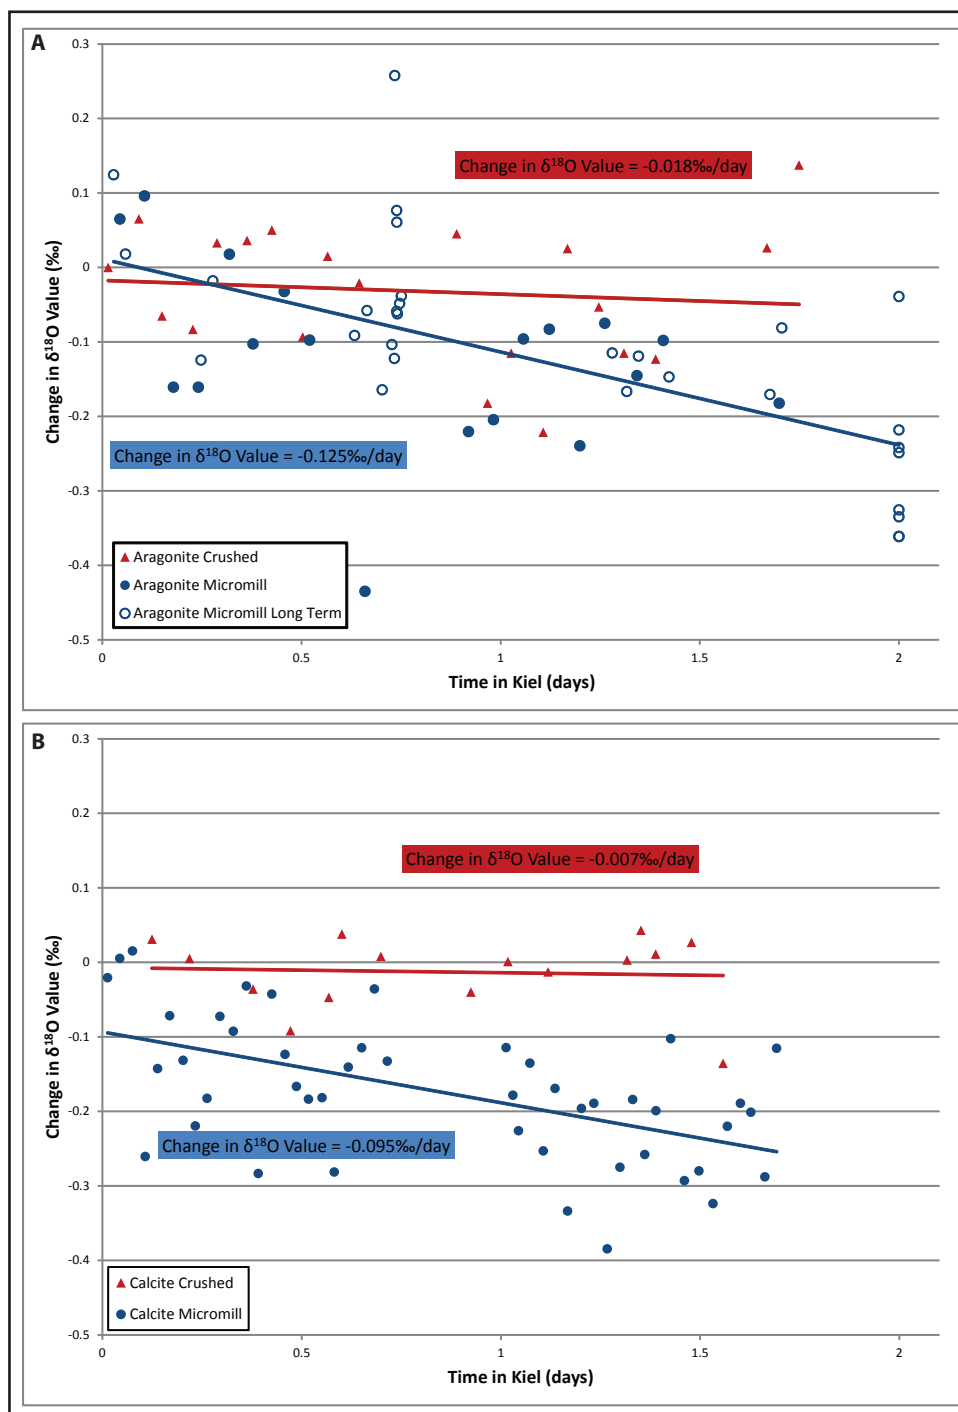 A
0.3
0.2
0.1
0
-0.1
-0.2
-0.3
-0.4
-0.5
Change in δ¹⁸O Value (‰)
Change in δ¹⁸O Value = -0.018‰/day
Change in δ¹⁸O Value = -0.125‰/day
Aragonite Crushed
Aragonite Micromill
Aragonite Micromill Long Term
0 0.5 1 1.5 2
Time in Kiel (days)
B
0.3
0.2
0.1
0
-0.1
-0.2
-0.3
-0.4
-0.5
Change in δ¹⁸O Value (‰)
Change in δ¹⁸O Value = -0.007‰/day
Change in δ¹⁸O Value = -0.095‰/day
Calcite Crushed
Calcite Micromill
0 0.5 1 1.5 2
Time in Kiel (days)